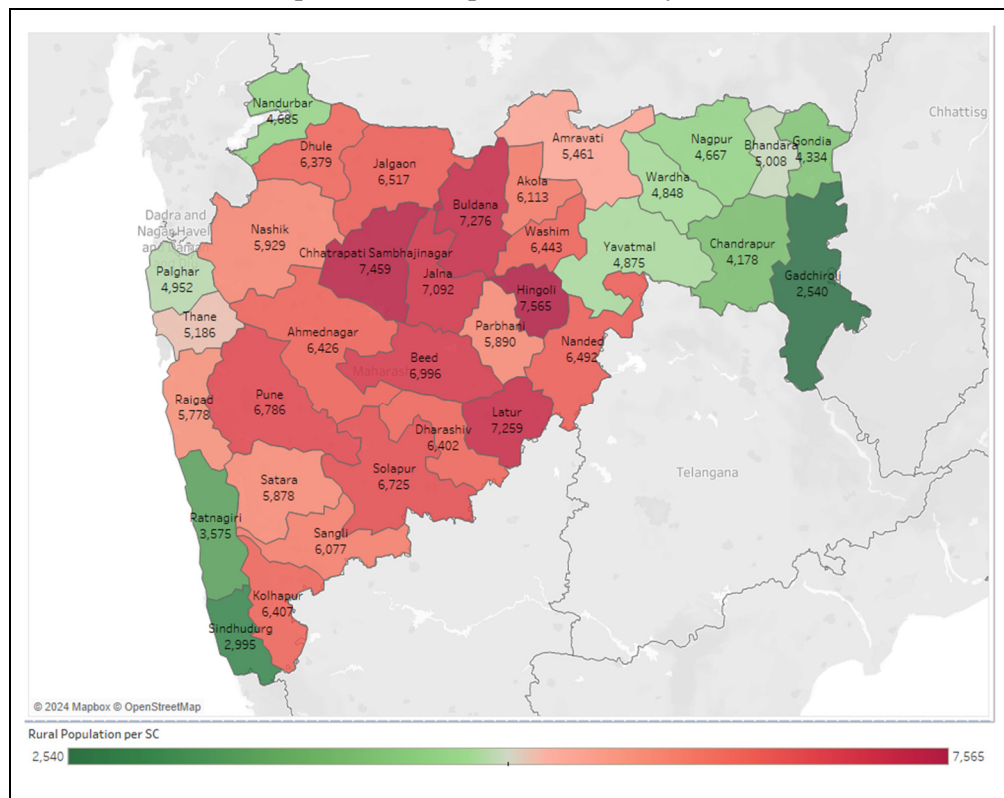 Nandurbar
4,685
Dhule
6,379
Jalgaon
6,517
Amravati
5,461
Nagpur
4,667
Bhandara
5,008
Gondia
4,334
Chhattisg
Akola
6,113
Wardha
4,848
Buldana
7,276
Dadra and
Nagar Havel
Nashik
5,929
Washim
6,443
Yavatmal
4,875
Chandrapur
4,178
Chhatrapati Sambhajinagar
7,459
Jalna
7,092
Gadchiroli
2,540
Palghar
4,952
Hingoli
7,565
Thane
5,186
Ahmednagar
6,426
Parbhani
5,890
Nanded
6,492
Beed
6,996
Raigad
5,778
Pune
6,786
Latur
7,259
Dharashiv
6,402
Solapur
6,725
Telangana
Satara
5,878
Ratnagiri
3,575
Sangli
6,077
Kolhapur
6,407
Sindhudurg
2,995
© 2024 Mapbox © OpenStreetMap
Rural Population per SC
2,540 7,565